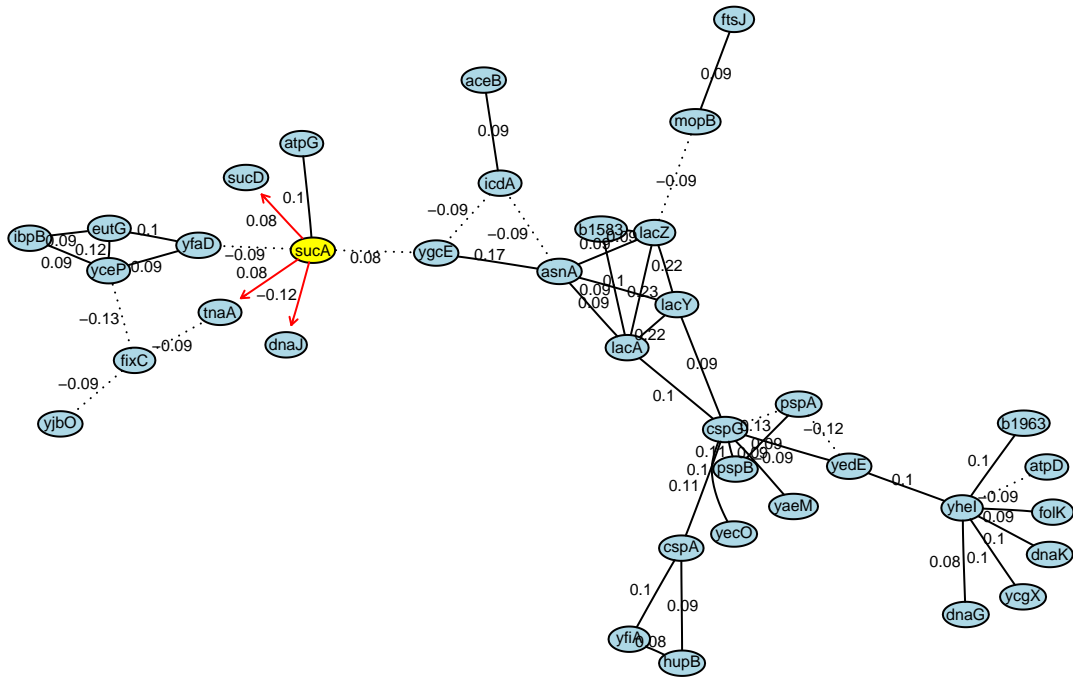 ftsJ
aceB
0.09
mopB
0.09
atpG
sucD
icdA
0.1
−0.09
−0.09
0.08
b1583
lacZ
ibpB
eutG
0.1
yfaD
sucA
0.09
0.12
−0.09
0.08
ygcE
0.17
−0.09
0.09
0.09
0.09
0.09
yceP
0.08
asnA
0.22
0.1
−0.12
0.09
0.23
0.09
lacY
tnaA
−0.13
0.22
−0.09
dnaJ
lacA
fixC
0.09
−0.09
0.1
yjbO
pspA
cspG
0.13
−0.12
b1963
0.09
0.11
0.09
−0.09
0.1
pspB
yedE
0.1
atpD
0.1
0.11
yaeM
−0.09
yheI
folK
0.09
yecO
0.1
cspA
dnaK
0.08
0.1
0.1
0.09
ycgX
dnaG
yfiA
0.08
hupB